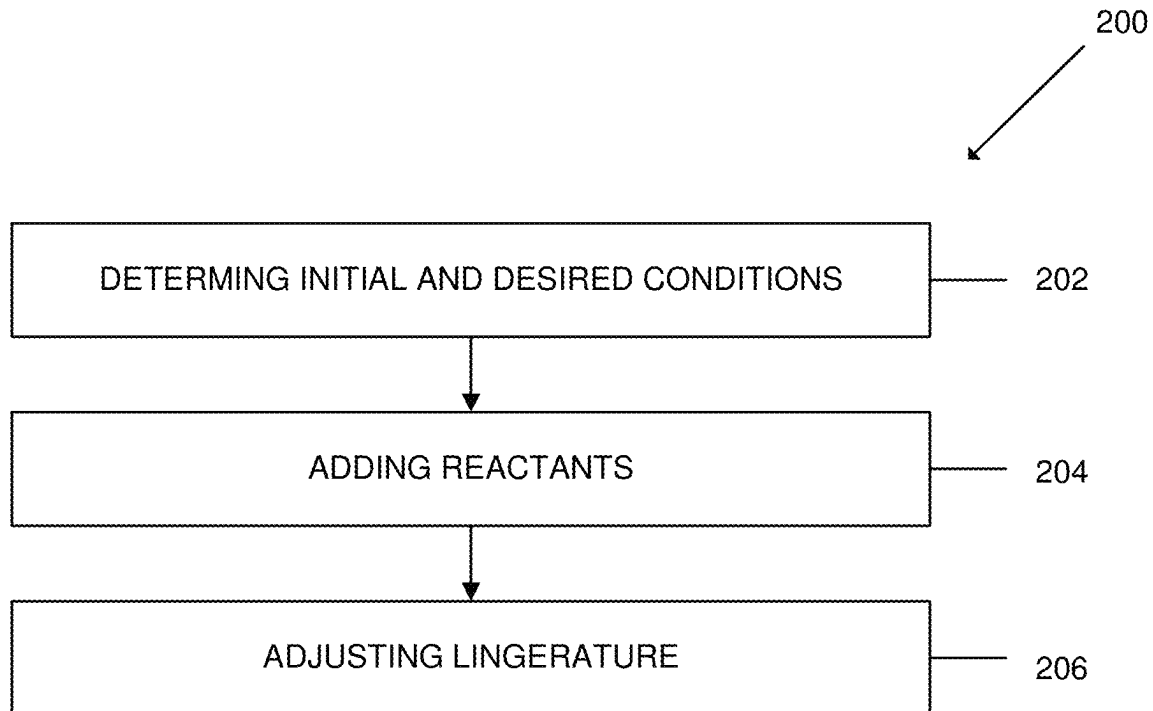 200
DETERMING INITIAL AND DESIRED CONDITIONS
202
ADDING REACTANTS
204
ADJUSTING LINGERATURE
206